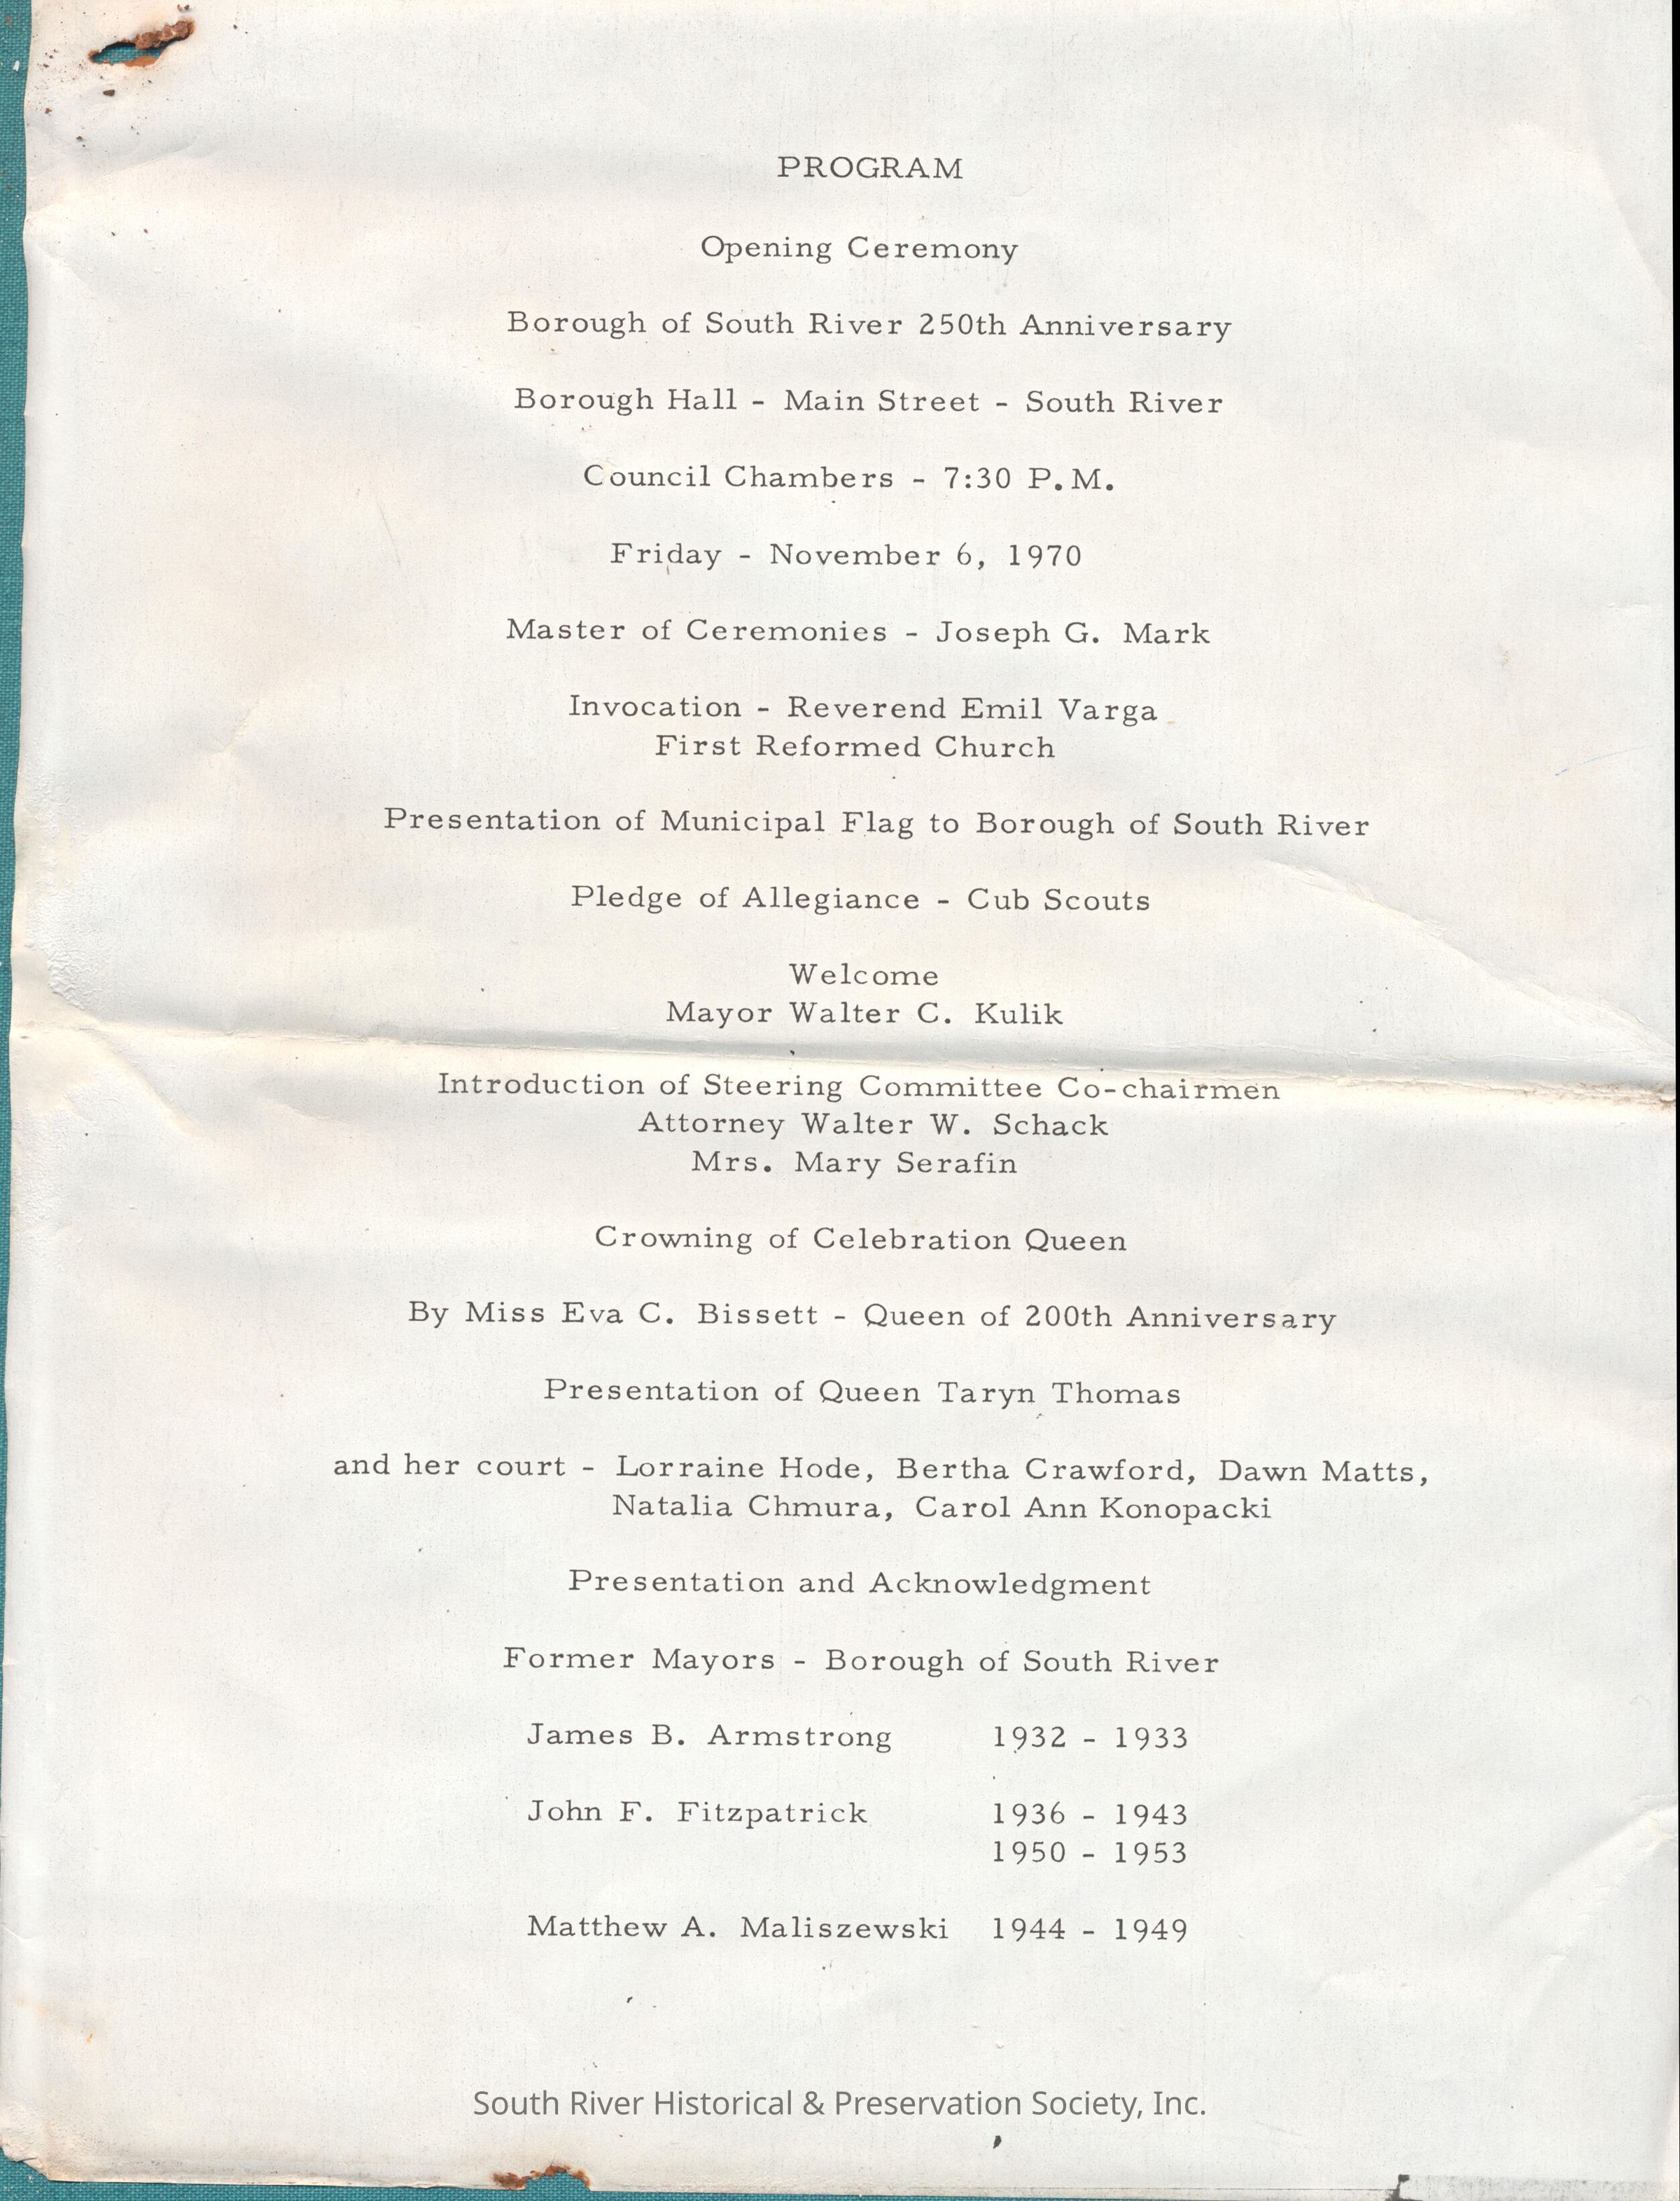 PROGRAM
Opening Ceremony
Borough of South River 250th Anniversary
Borough Hall - Main Street - South River
Council Chambers - 7:30 P.M.
Friday - November 6, 1970
Master of Ceremonies - Joseph G. Mark
Invocation - Reverend Emil Varga
First Reformed Church
Presentation of Municipal Flag to Borough of South River
Pledge of Allegiance - Cub Scouts
Welcome
Mayor Walter C. Kulik
Introduction of Steering Committee Co-chairmen
Attorney Walter W. Schack
Mrs. Mary Serafin
Crowning of Celebration Queen
By Miss Eva C. Bissett - Queen of 200th Anniversary
Presentation of Queen Taryn Thomas
and her court - Lorraine Hode, Bertha Crawford, Dawn Matts,
Natalia Chmura, Carol Ann Konopacki
Presentation and Acknowledgment
Former Mayors - Borough of South River
James B. Armstrong 1932 - 1933
John F. Fitzpatrick 1936 - 1943
1950 - 1953
Matthew A. Maliszewski 1944 - 1949
South River Historical & Preservation Society, Inc.